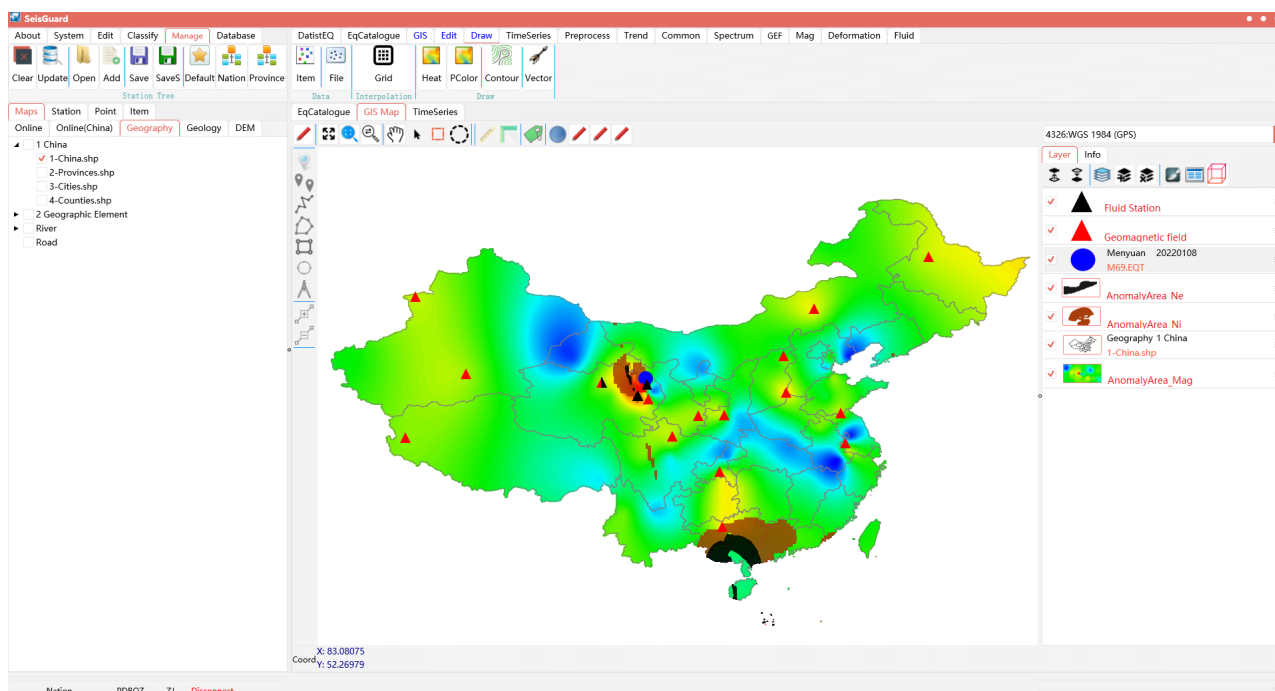 SeisGuard
About System Edit Classify Manage Database
DatistEQ EqCatalogue GIS Edit Draw TimeSeries Preprocess Trend Common Spectrum GEF Mag Deformation Fluid
Clear Update Open Add Save SaveS Default Nation Province
Item File Grid Heat PColor Contour Vector
Station Tree
Data Interpolation Draw
Maps Station Point Item
EqCatalogue GIS Map TimeSeries
Online Online(China) Geography Geology DEM
4326:WGS 1984 (GPS)
1 China
1-China.shp
2-Provinces.shp
3-Cities.shp
4-Counties.shp
2 Geographic Element
River
Road
Layer Info
Fluid Station
Geomagnetic field
Menyuan 20220108
M69.EQT
AnomalyArea_Ne
AnomalyArea_Ni
Geography 1 China
1-China.shp
AnomalyArea_Mag
Coord
X: 83.08075
Y: 52.26979
Nation PDBQZ ZJ Disconnect